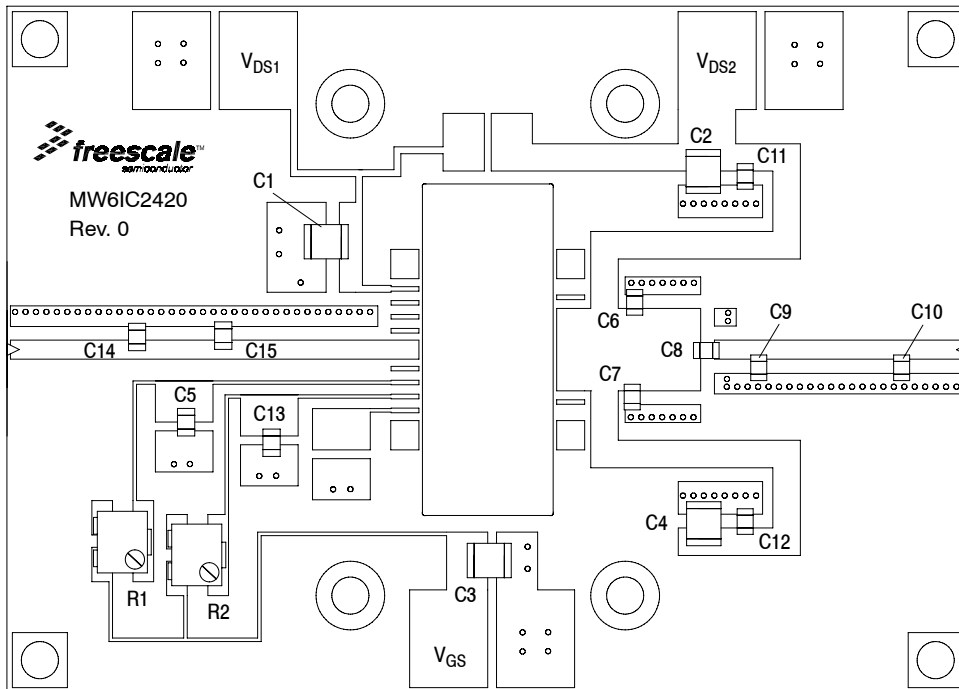 VDS1
VDS2
freescale™
semiconductor
MW6IC2420
Rev. 0
C1
C2
C11
C6
C9
C10
C14
C15
C8
C7
C5
C13
C4
C12
R1
R2
C3
VGS